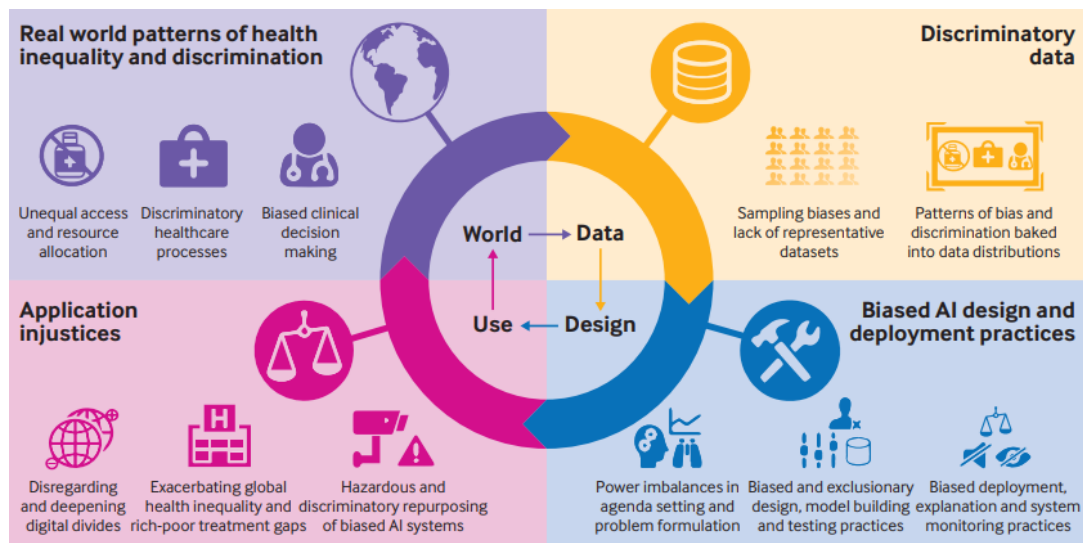 Real world patterns of health
inequality and discrimination
Unequal access
and resource
allocation
Discriminatory
healthcare
processes
Biased clinical
decision
making
Discriminatory
data
Sampling biases and
lack of representative
datasets
Patterns of bias and
discrimination baked
into data distributions
World
Data
Use
Design
Application
injustices
H
Disregarding
and deepening
digital divides
Exacerbating global
health inequality and
rich-poor treatment gaps
Hazardous and
discriminatory repurposing
of biased AI systems
Biased AI design and
deployment practices
Power imbalances in
agenda setting and
problem formulation
Biased and exclusionary
design, model building
and testing practices
Biased deployment,
explanation and system
monitoring practices